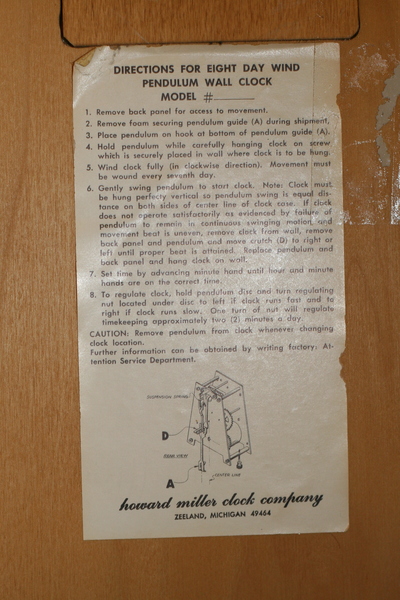 DIRECTIONS FOR EIGHT DAY WIND
PENDULUM WALL CLOCK
MODEL #
1. Remove back panel for access to movement.
2. Remove foam securing pendulum guide (A) during shipment.
3. Place pendulum on hook at bottom of pendulum guide (A).
4. Hold pendulum while carefully hanging clock on screw
which is securely placed in wall where clock is to be hung.
5. Wind clock fully (in clockwise direction). Movement must
be wound every seventh day.
6. Gently swing pendulum to start clock. Note: Clock must
be hung perfectly vertical so pendulum swing is equal dis-
tance on both sides of center line of clock case. If clock
does not operate satisfactorily as evidenced by failure of
pendulum to remain in continuous swinging motion, and
movement beat is uneven, remove clock from wall, remove
back panel and pendulum and move crutch (D) to right or
left until proper beat is attained. Replace pendulum and
back panel and hang clock on wall.
7. Set time by advancing minute hand until hour and minute
hands are on the correct time.
8. To regulate clock, hold pendulum disc and turn regulating
nut located under disc to left if clock runs fast and to
right if clock runs slow. One turn of nut will regulate
timekeeping approximately two (2) minutes a day.
CAUTION: Remove pendulum from clock whenever changing
clock location.
Further information can be obtained by writing factory: At-
tention Service Department.
SUSPENSION SPRING
D
REAR VIEW
A
CENTER LINE
howard miller clock company
ZEELAND, MICHIGAN 49464